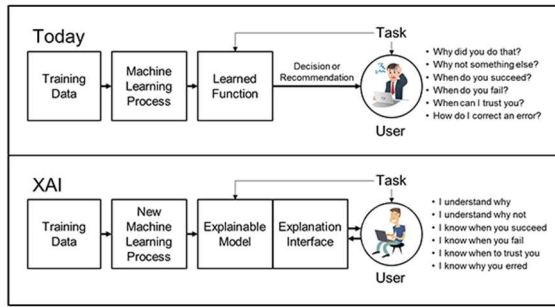 Today
Task
Training
Data
Machine
Learning
Process
Learned
Function
Decision or
Recommendation
User
• Why did you do that?
• Why not something else?
• When do you succeed?
• When do you fail?
• When can I trust you?
• How do I correct an error?
XAI
Task
Training
Data
New
Machine
Learning
Process
Explainable
Model
Explanation
Interface
User
• I understand why
• I understand why not
• I know when you succeed
• I know when you fail
• I know when to trust you
• I know why you erred